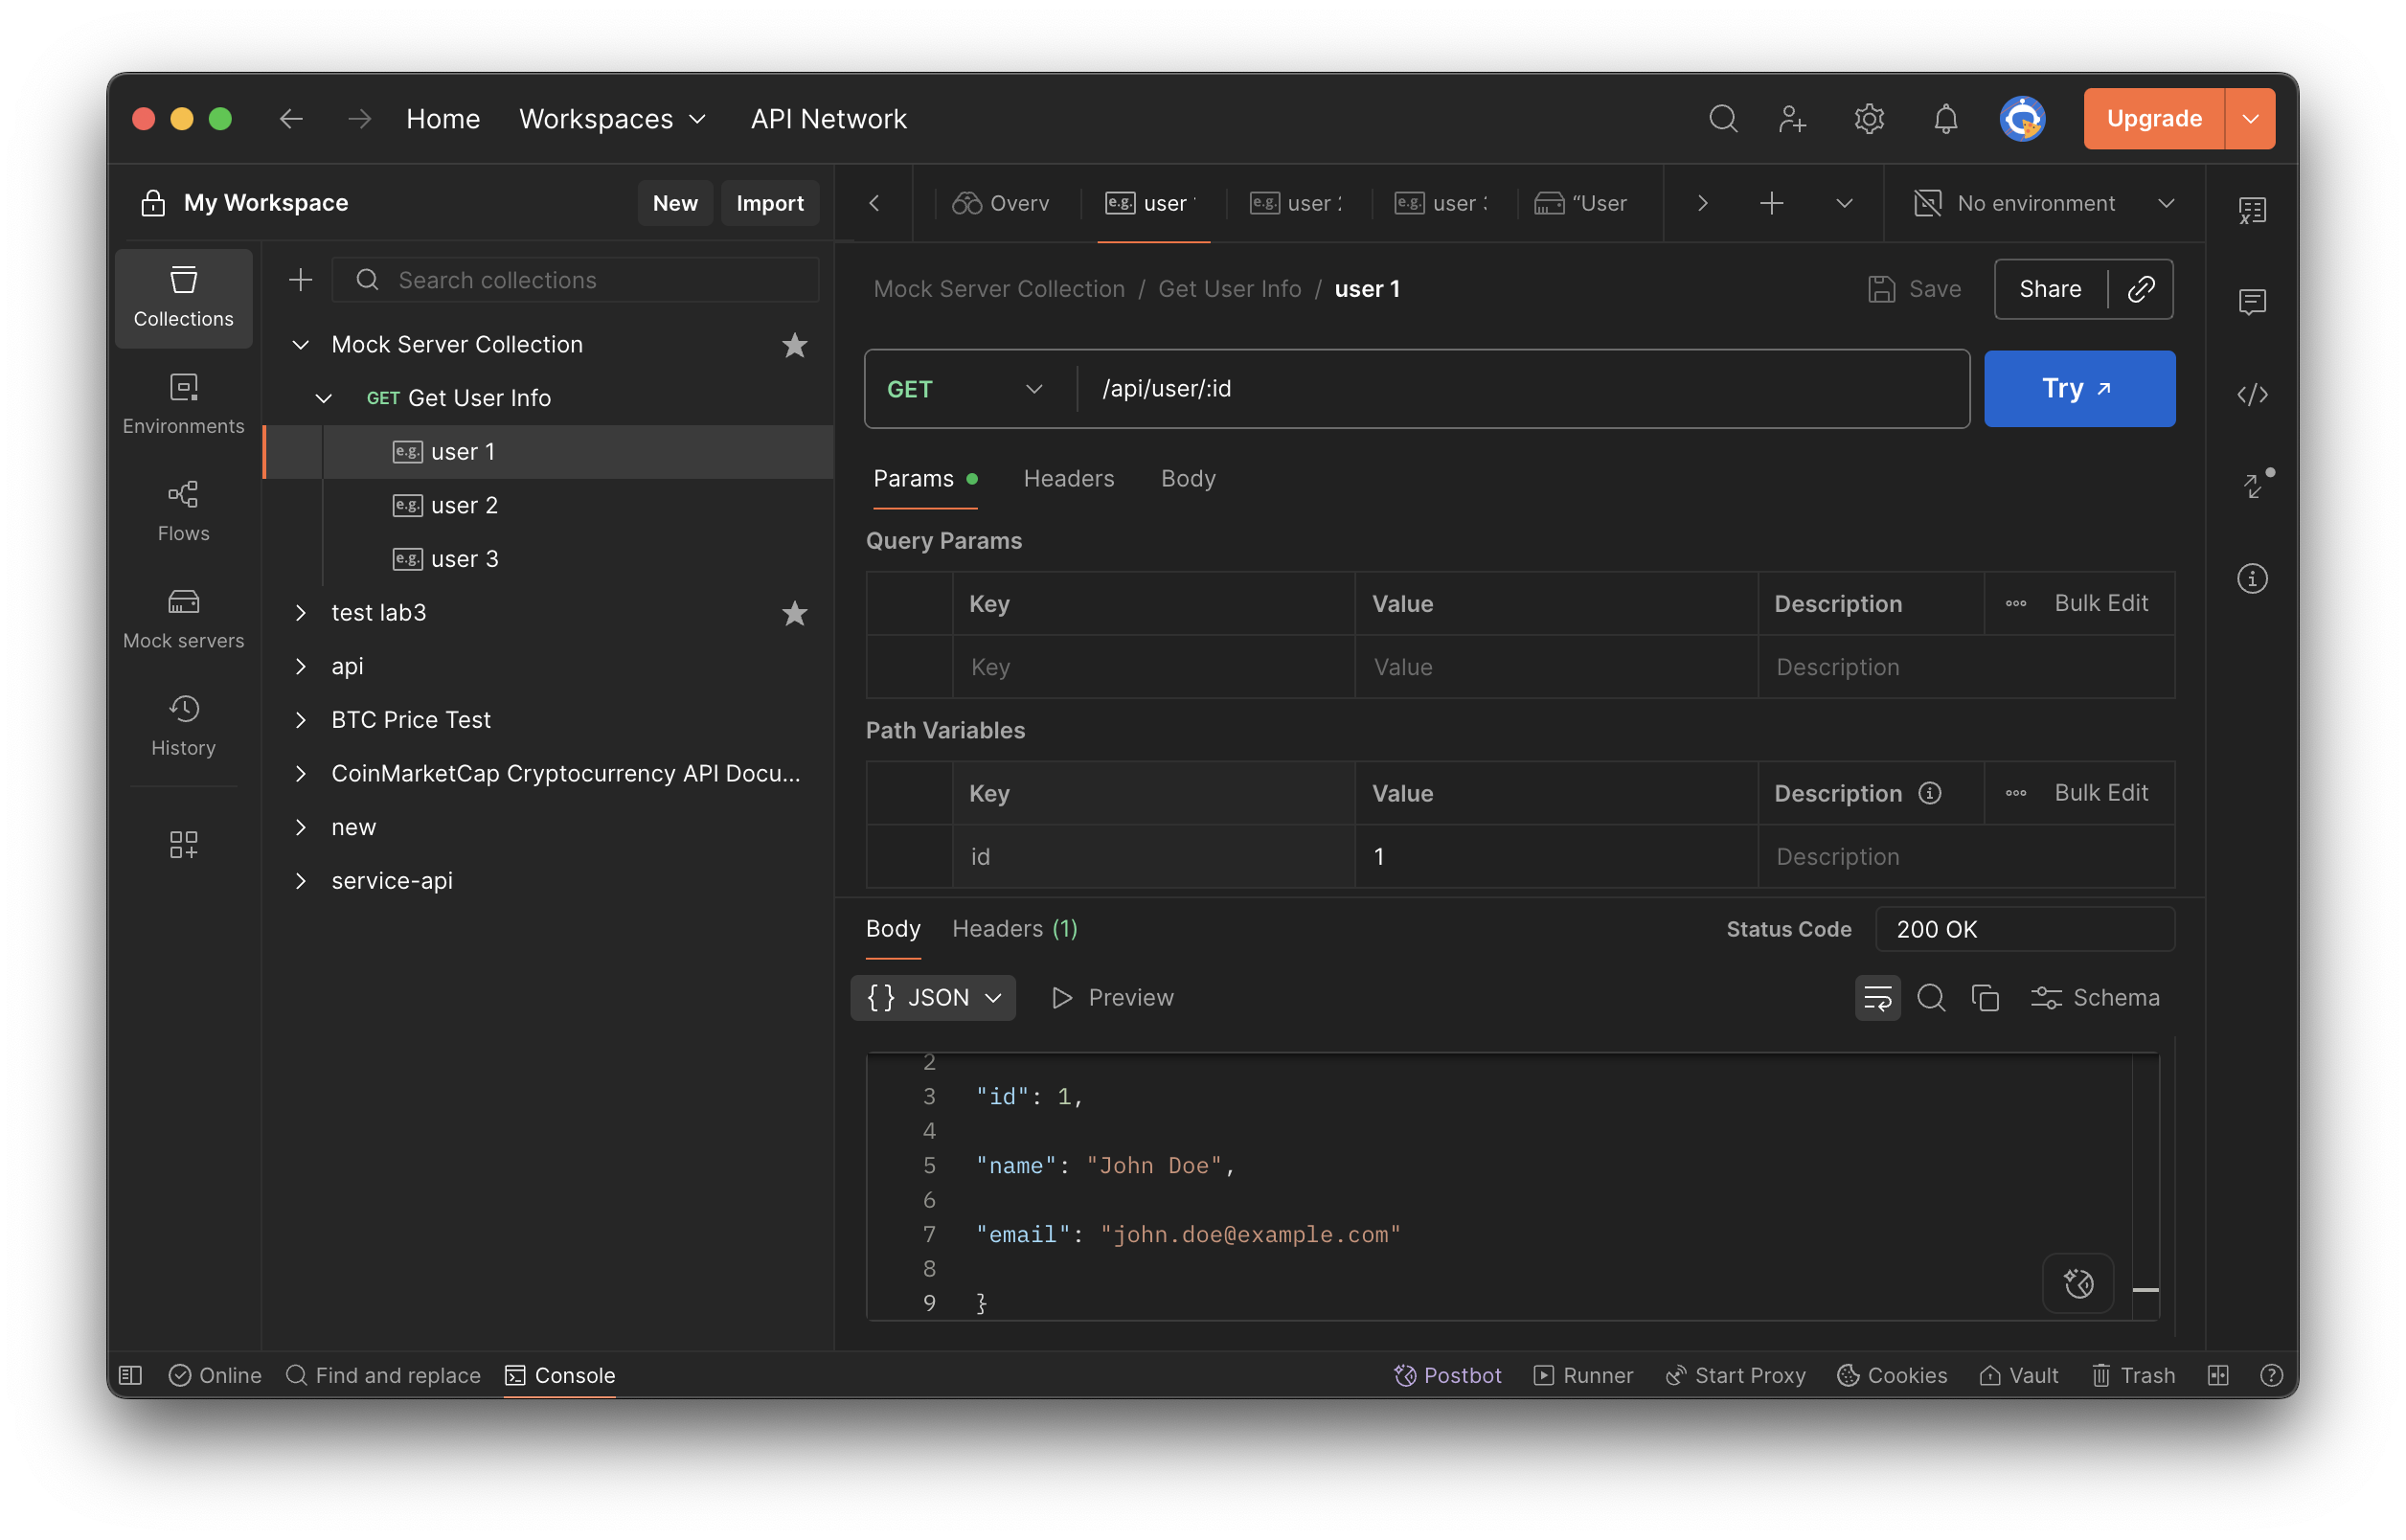 Home Workspaces API Network Upgrade
My Workspace New Import
Overv user user user "User No environment
Collections
Environments
Flows
Mock servers
History
Search collections
Mock Server Collection
GET Get User Info
e.g. user 1
e.g. user 2
e.g. user 3
test lab3
api
BTC Price Test
CoinMarketCap Cryptocurrency API Docu...
new
service-api
Mock Server Collection / Get User Info / user 1 Save Share
GET /api/user/:id Try
Params Headers Body
Query Params
Key Value Description Bulk Edit
Key Value Description
Path Variables
Key Value Description Bulk Edit
id 1 Description
Body Headers (1) Status Code 200 OK
{} JSON Preview Schema
2
3 "id": 1,
4
5 "name": "John Doe",
6
7 "email": "john.doe@example.com"
8
9 }
Online Find and replace Console Postbot Runner Start Proxy Cookies Vault Trash